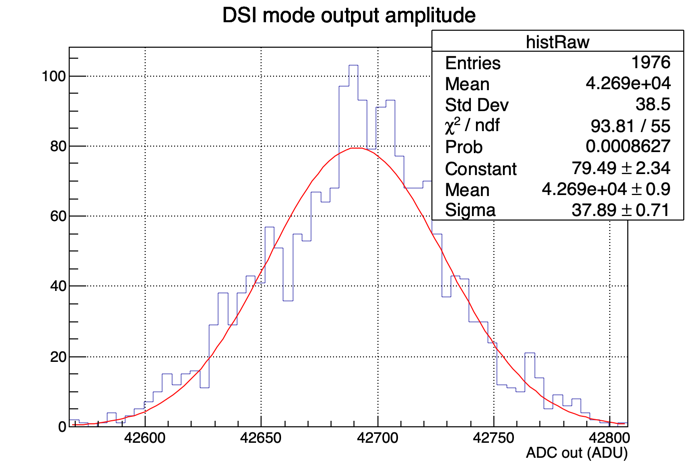 DSI mode output amplitude
histRaw
Entries 1976
Mean 4.269e+04
Std Dev 38.5
χ² / ndf 93.81 / 55
Prob 0.0008627
Constant 79.49 ± 2.34
Mean 4.269e+04 ± 0.9
Sigma 37.89 ± 0.71
100
80
60
40
20
0
42600 42650 42700 42750 42800
ADC out (ADU)